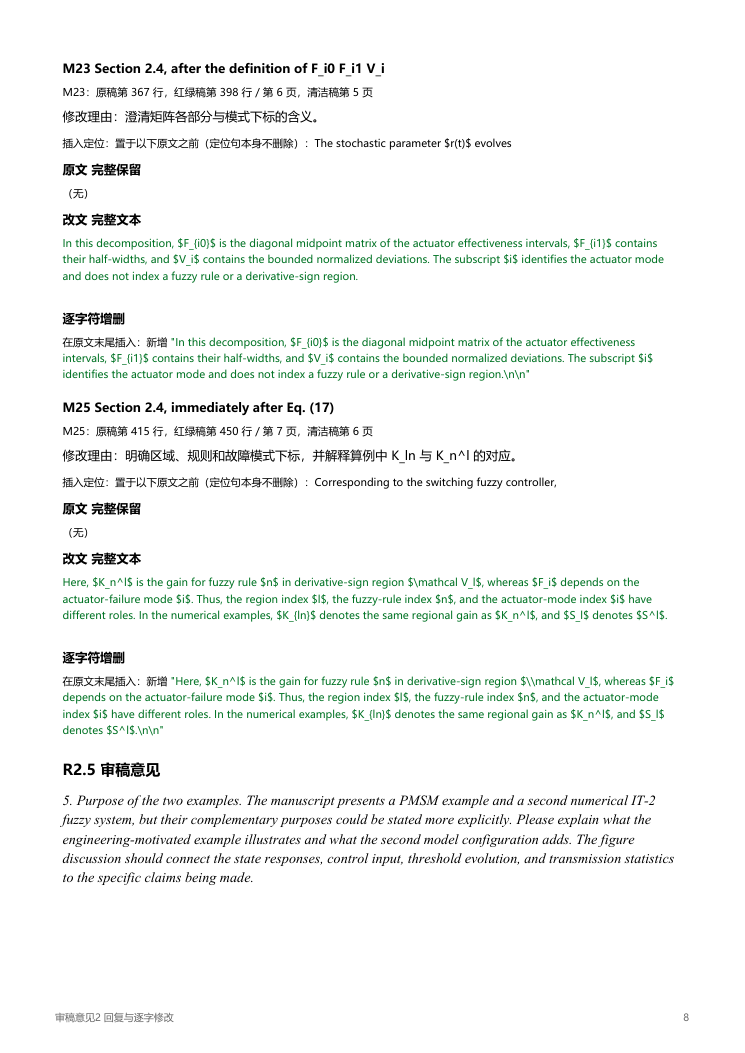 M23 Section 2.4, after the definition of F_i0 F_i1 V_i
M23：原稿第 367 行，红绿稿第 398 行 / 第 6 页，清洁稿第 5 页
修改理由：澄清矩阵各部分与模式下标的含义。
插入定位：置于以下原文之前（定位句本身不删除）：The stochastic parameter $r(t)$ evolves
原文 完整保留
（无）
改文 完整文本
In this decomposition, $F_{i0}$ is the diagonal midpoint matrix of the actuator effectiveness intervals, $F_{i1}$ contains
their half-widths, and $V_i$ contains the bounded normalized deviations. The subscript $i$ identifies the actuator mode
and does not index a fuzzy rule or a derivative-sign region.
逐字符增删
在原文末尾插入：新增 "In this decomposition, $F_{i0}$ is the diagonal midpoint matrix of the actuator effectiveness
intervals, $F_{i1}$ contains their half-widths, and $V_i$ contains the bounded normalized deviations. The subscript $i$
identifies the actuator mode and does not index a fuzzy rule or a derivative-sign region.\n\n"
M25 Section 2.4, immediately after Eq. (17)
M25：原稿第 415 行，红绿稿第 450 行 / 第 7 页，清洁稿第 6 页
修改理由：明确区域、规则和故障模式下标，并解释算例中 K_ln 与 K_n^l 的对应。
插入定位：置于以下原文之前（定位句本身不删除）：Corresponding to the switching fuzzy controller,
原文 完整保留
（无）
改文 完整文本
Here, $K_n^l$ is the gain for fuzzy rule $n$ in derivative-sign region $\mathcal V_l$, whereas $F_i$ depends on the
actuator-failure mode $i$. Thus, the region index $l$, the fuzzy-rule index $n$, and the actuator-mode index $i$ have
different roles. In the numerical examples, $K_{ln}$ denotes the same regional gain as $K_n^l$, and $S_l$ denotes $S^l$.
逐字符增删
在原文末尾插入：新增 "Here, $K_n^l$ is the gain for fuzzy rule $n$ in derivative-sign region $\\mathcal V_l$, whereas $F_i$
depends on the actuator-failure mode $i$. Thus, the region index $l$, the fuzzy-rule index $n$, and the actuator-mode
index $i$ have different roles. In the numerical examples, $K_{ln}$ denotes the same regional gain as $K_n^l$, and $S_l$
denotes $S^l$.\n\n"
R2.5 审稿意见
5. Purpose of the two examples. The manuscript presents a PMSM example and a second numerical IT-2
fuzzy system, but their complementary purposes could be stated more explicitly. Please explain what the
engineering-motivated example illustrates and what the second model configuration adds. The figure
discussion should connect the state responses, control input, threshold evolution, and transmission statistics
to the specific claims being made.
审稿意见2 回复与逐字修改
8